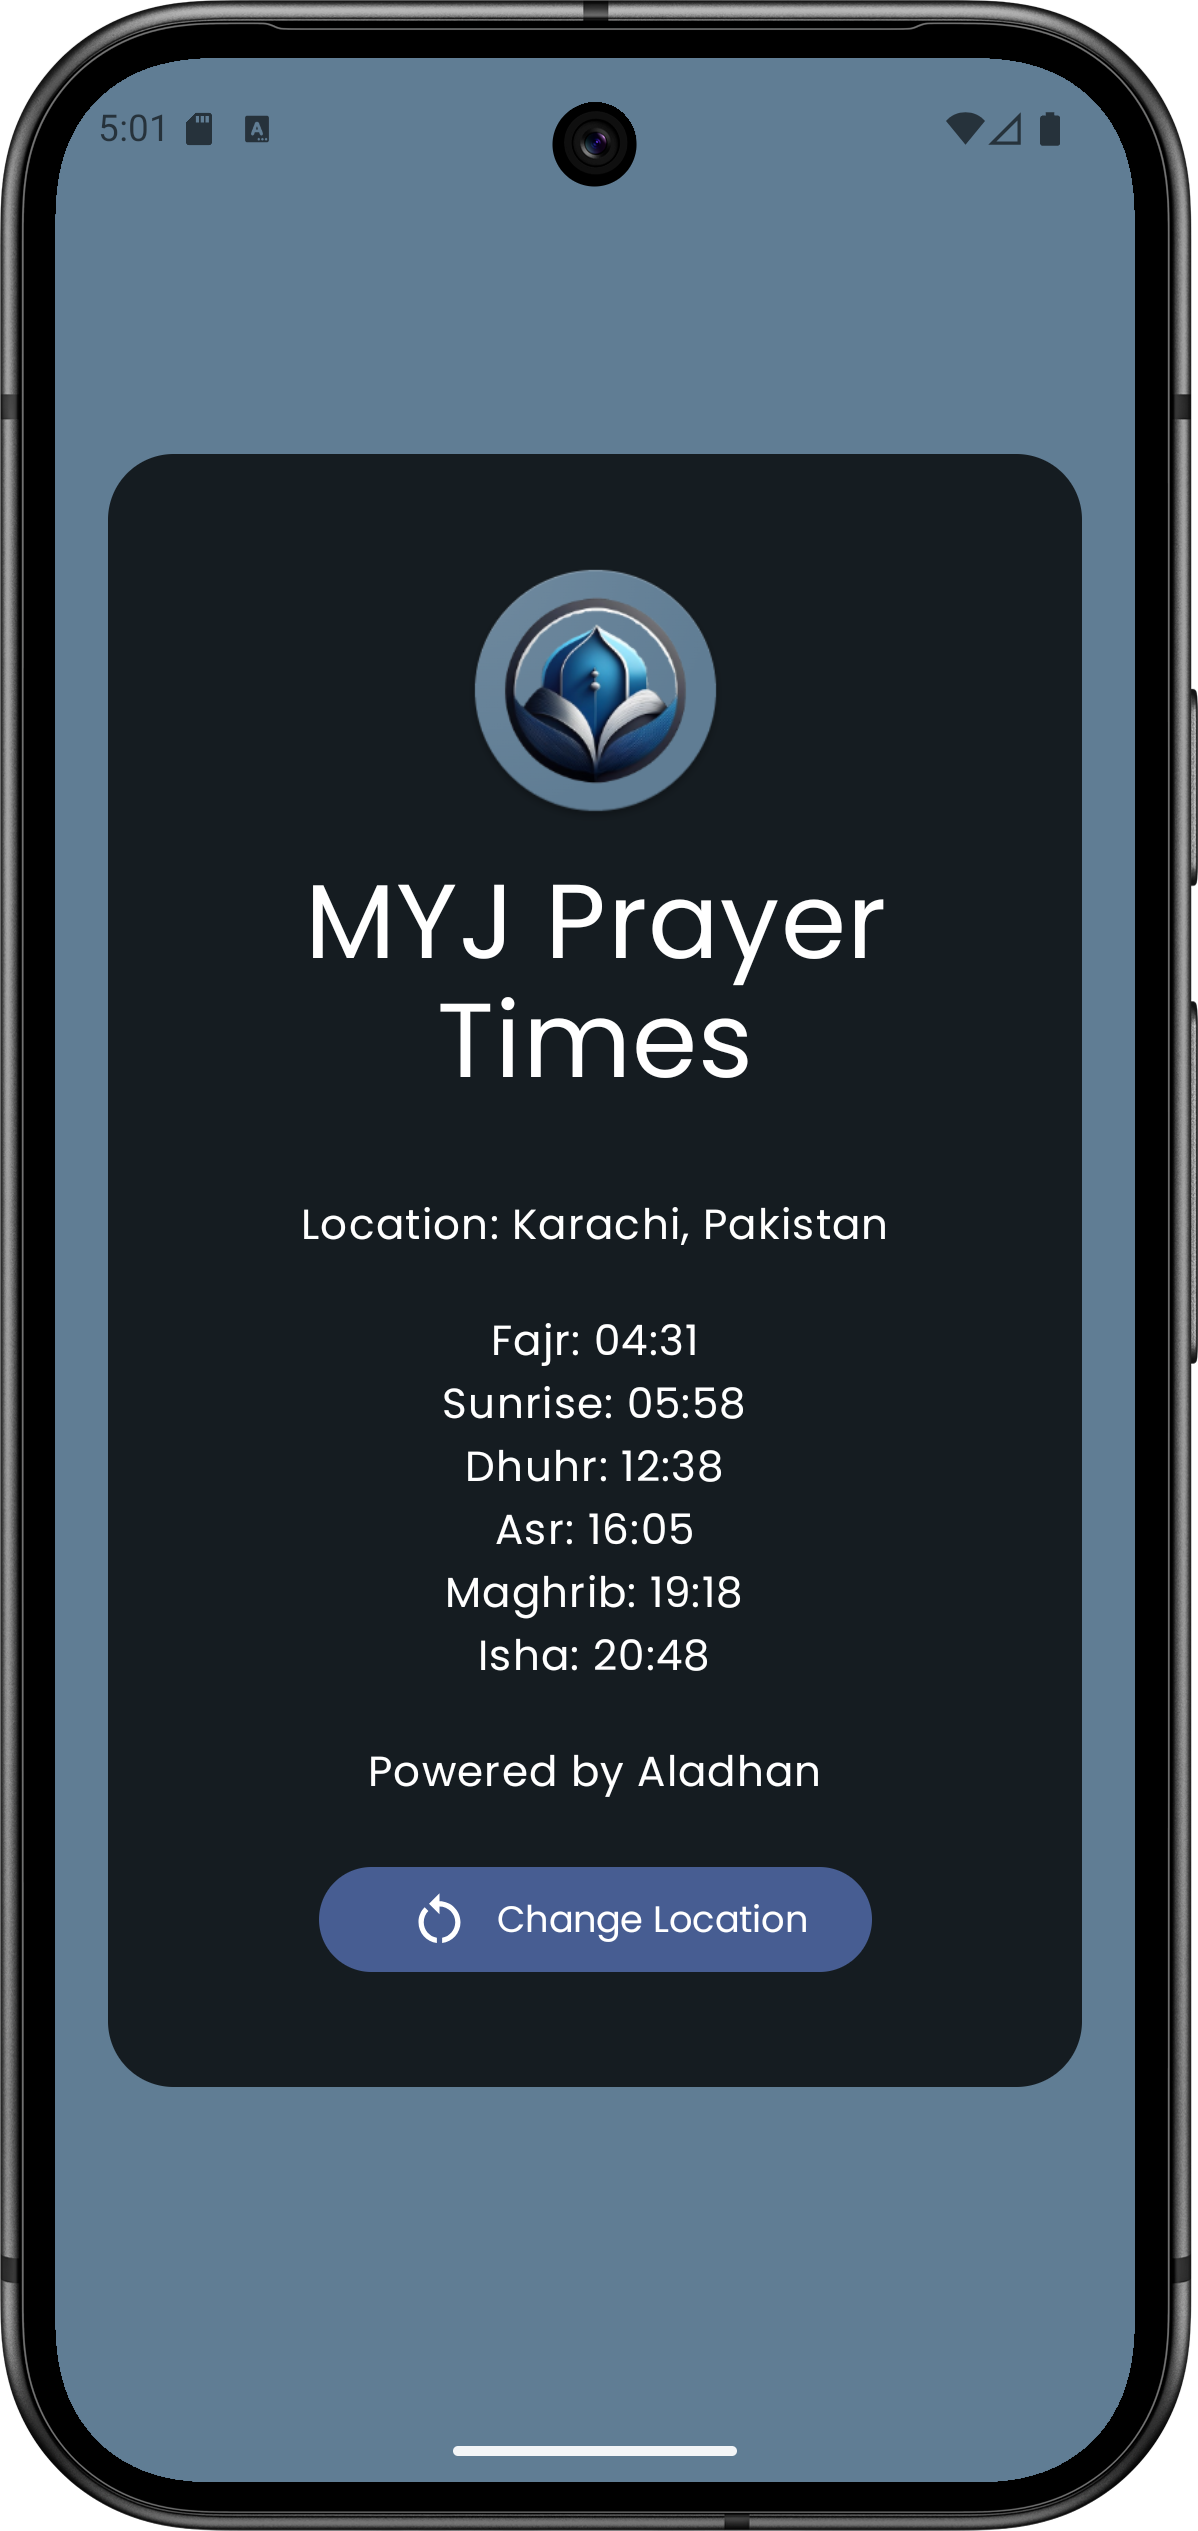 5:01
MYJ Prayer
Times
Location: Karachi, Pakistan
Fajr: 04:31
Sunrise: 05:58
Dhuhr: 12:38
Asr: 16:05
Maghrib: 19:18
Isha: 20:48
Powered by Aladhan
Change Location